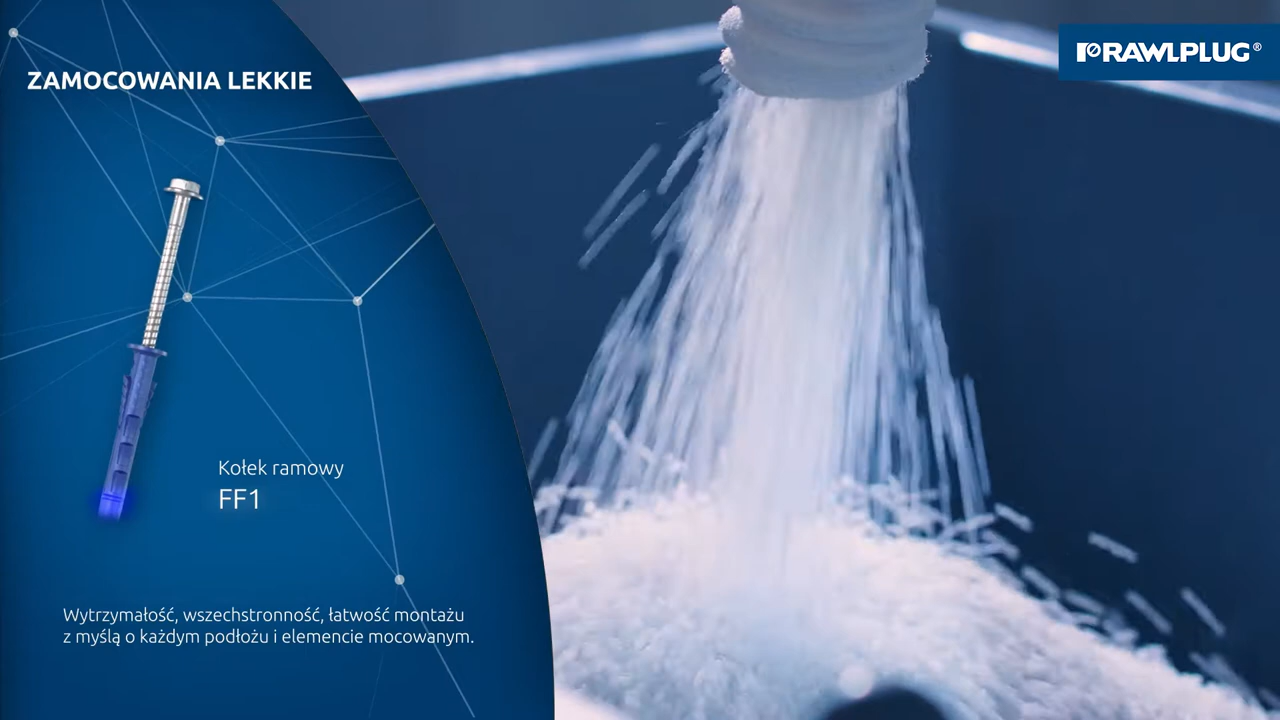 ZAMOCOWANIA LEKKIE
RAWLPLUG®
Kołek ramowy
FF1
Wytrzymałość, wszechstronność, łatwość montażu
z myślą o każdym podłożu i elemencie mocowanym.